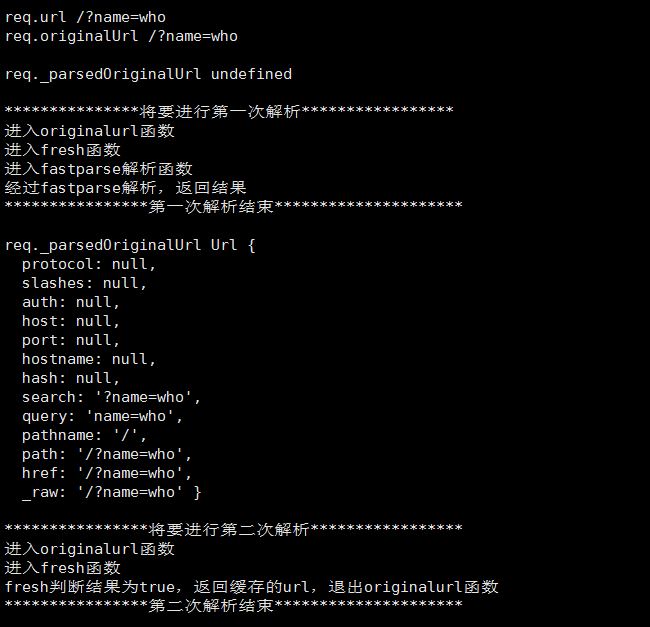 req.url /?name=who
req.originalUrl /?name=who
req._parsedOriginalUrl undefined
***************将要进行第一次解析*****************
进入originalurl函数
进入fresh函数
进入fastparse解析函数
经过fastparse解析，返回结果
****************第一次解析结束*********************
req._parsedOriginalUrl Url {
  protocol: null,
  slashes: null,
  auth: null,
  host: null,
  port: null,
  hostname: null,
  hash: null,
  search: '?name=who',
  query: 'name=who',
  pathname: '/',
  path: '/?name=who',
  href: '/?name=who',
  _raw: '/?name=who' }
****************将要进行第二次解析*****************
进入originalurl函数
进入fresh函数
fresh判断结果为true，返回缓存的url，退出originalurl函数
****************第二次解析结束*********************